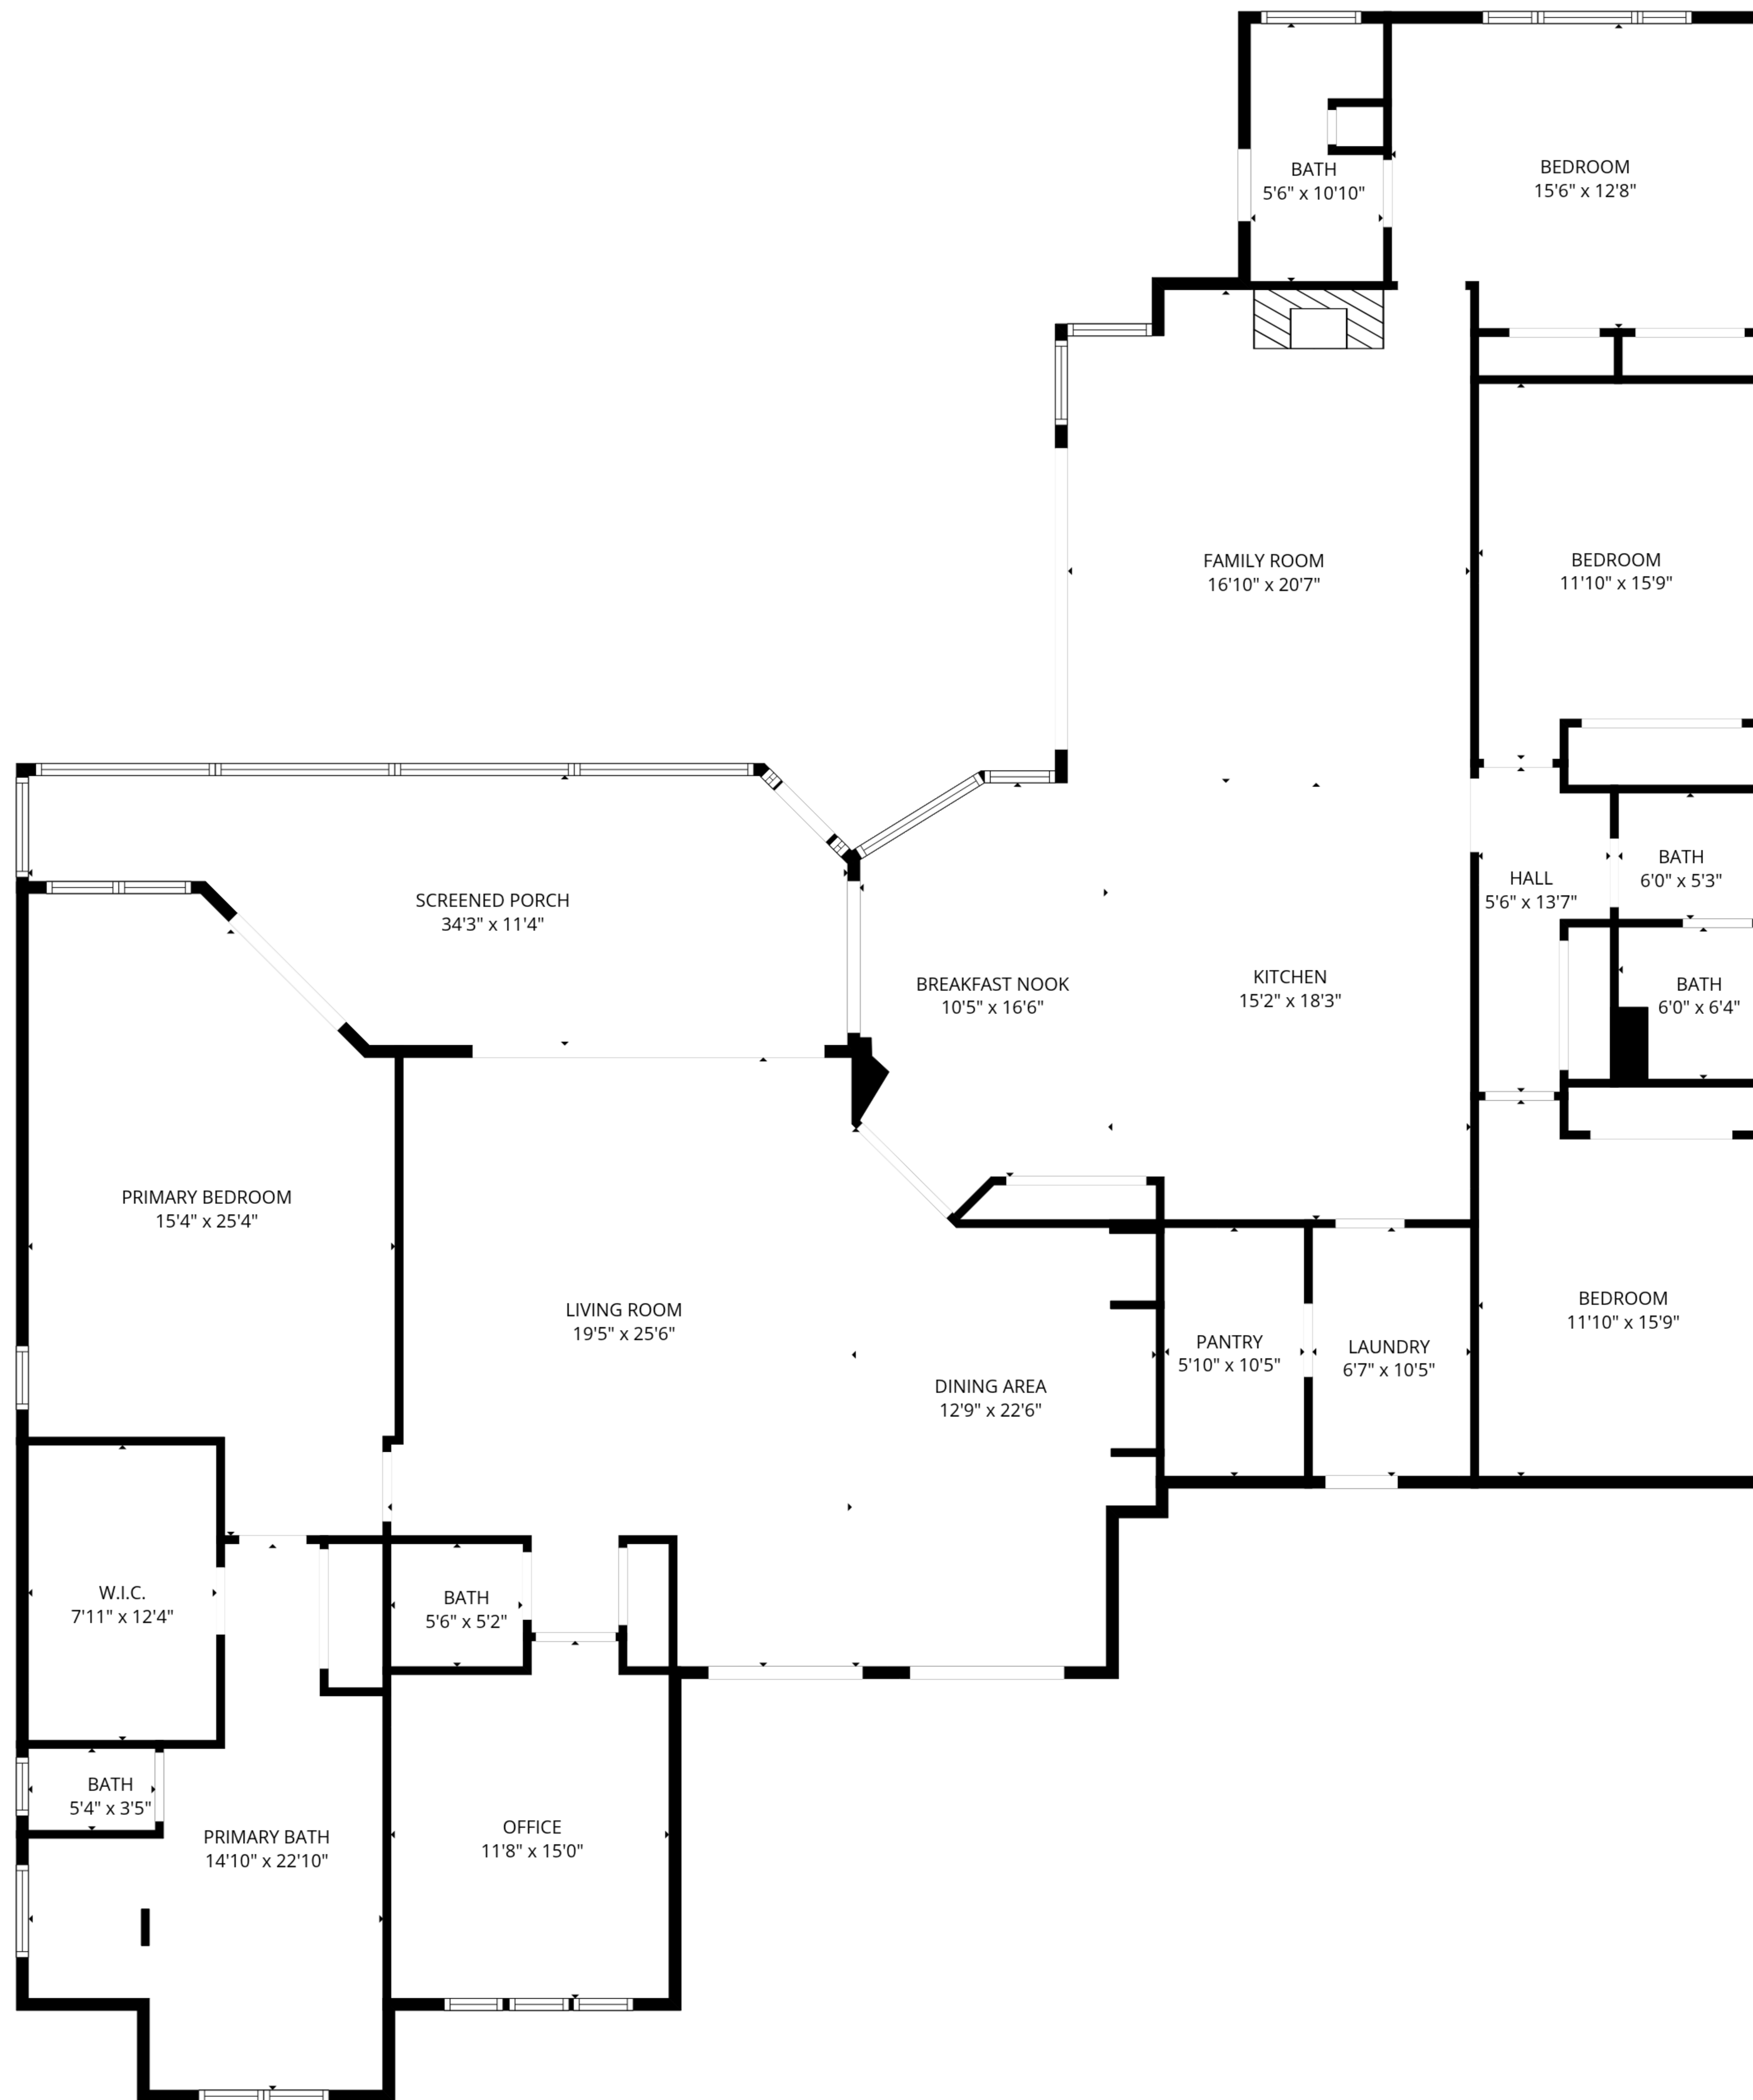 BATH
5'6" x 10'10"
BEDROOM
15'6" x 12'8"
FAMILY ROOM
16'10" x 20'7"
BEDROOM
11'10" x 15'9"
SCREENED PORCH
34'3" x 11'4"
BREAKFAST NOOK
10'5" x 16'6"
KITCHEN
15'2" x 18'3"
HALL
5'6" x 13'7"
BATH
6'0" x 5'3"
BATH
6'0" x 6'4"
PRIMARY BEDROOM
15'4" x 25'4"
LIVING ROOM
19'5" x 25'6"
DINING AREA
12'9" x 22'6"
PANTRY
5'10" x 10'5"
LAUNDRY
6'7" x 10'5"
BEDROOM
11'10" x 15'9"
W.I.C.
7'11" x 12'4"
BATH
5'6" x 5'2"
BATH
5'4" x 3'5"
PRIMARY BATH
14'10" x 22'10"
OFFICE
11'8" x 15'0"